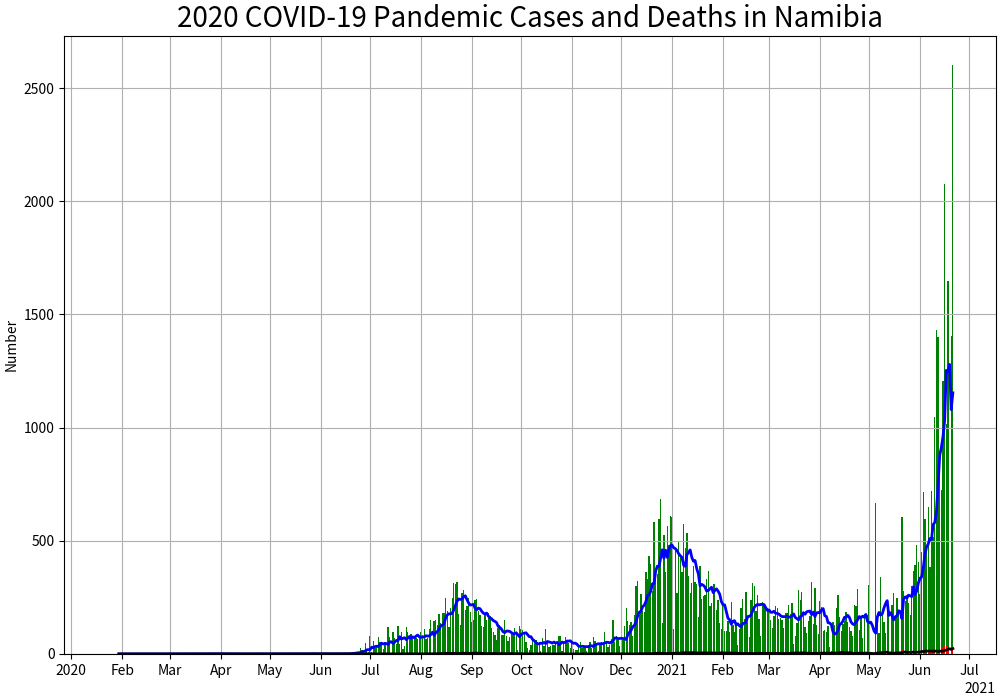 2020 COVID-19 Pandemic Cases and Deaths in Namibia
2500
2000
1500
1000
500
0
Number
2020 Feb Mar Apr May Jun Jul Aug Sep Oct Nov Dec 2021 Feb Mar Apr May Jun Jul
2021